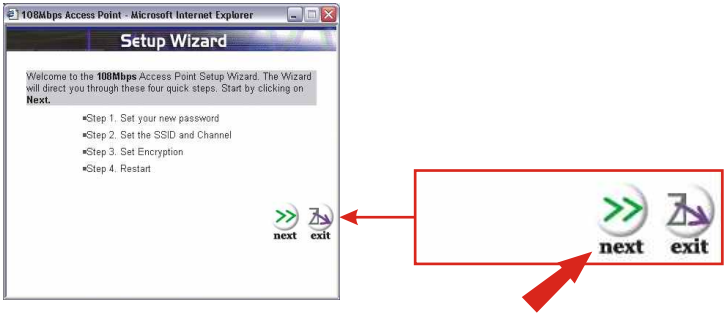 108Mbps Access Point - Microsoft Internet Explorer
Setup Wizard
Welcome to the 108Mbps Access Point Setup Wizard. The Wizard
will direct you through these four quick steps. Start by clicking on
Next.
Step 1. Set your new password
Step 2. Set the SSID and Channel
Step 3. Set Encryption
Step 4. Restart
next exit
next exit